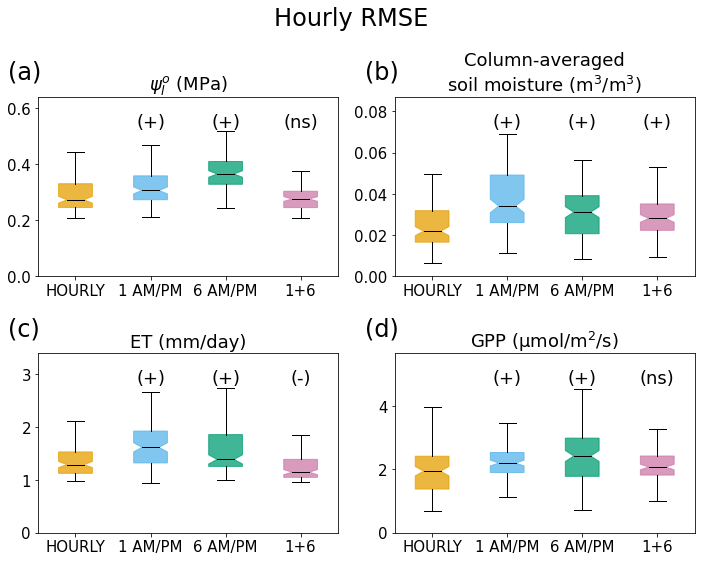 Hourly RMSE
(a)
ψₗᵒ (MPa)
0.6
0.4
0.2
0.0
(+) (+) (ns)
HOURLY 1 AM/PM 6 AM/PM 1+6
(b)
Column-averaged
soil moisture (m³/m³)
0.08
0.06
0.04
0.02
0.00
(+) (+) (+)
HOURLY 1 AM/PM 6 AM/PM 1+6
(c)
ET (mm/day)
3
2
1
0
(+) (+) (-)
HOURLY 1 AM/PM 6 AM/PM 1+6
(d)
GPP (μmol/m²/s)
4
2
0
(+) (+) (ns)
HOURLY 1 AM/PM 6 AM/PM 1+6